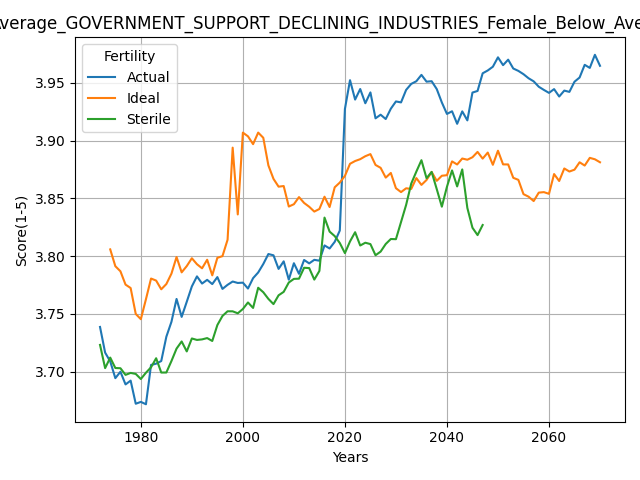 verage_GOVERNMENT_SUPPORT_DECLINING_INDUSTRIES_Female_Below_Ave
Fertility
Actual
Ideal
Sterile
Score(1-5)
3.95
3.90
3.85
3.80
3.75
3.70
1980 2000 2020 2040 2060
Years